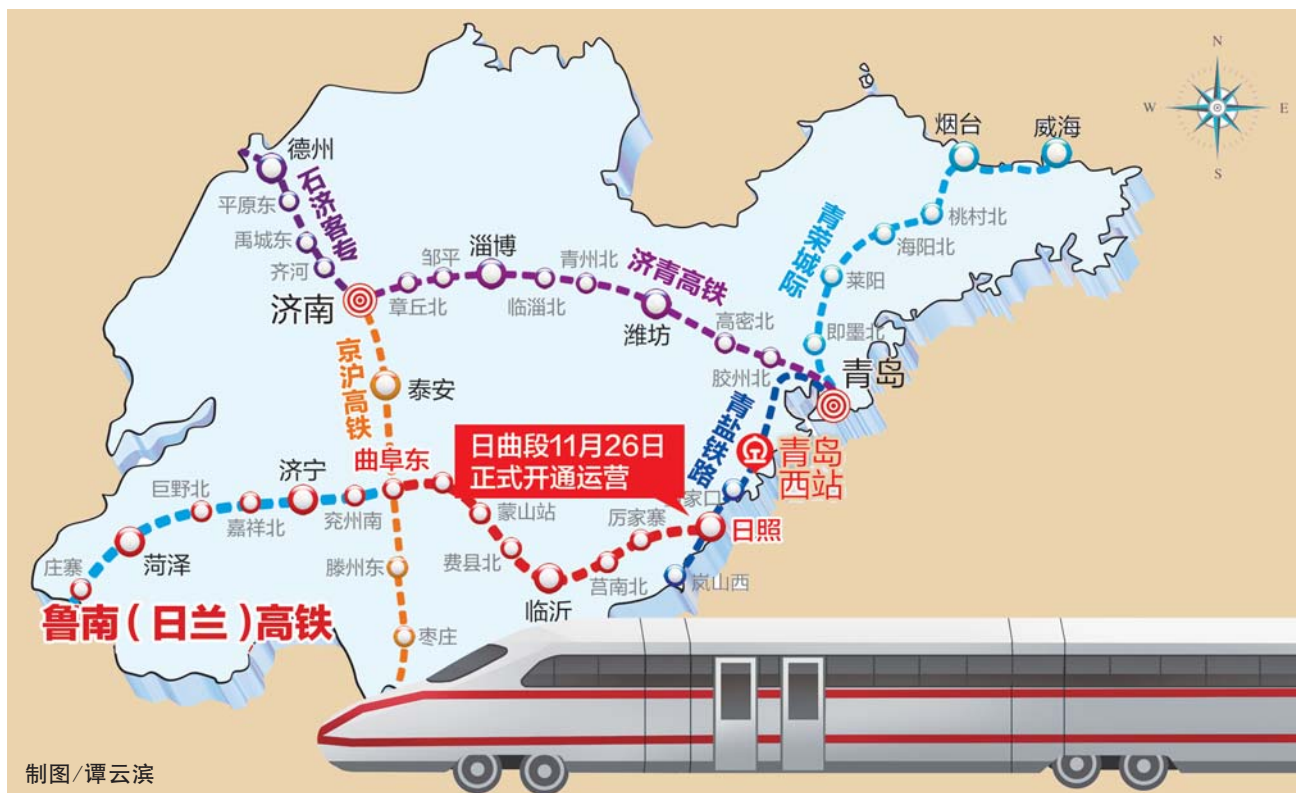 N
W
E
S
烟台
威海
德州
石济客专
平原东
禹城东
齐河
济南
章丘北
邹平
淄博
临淄北
青州北
济青高铁
潍坊
高密北
胶州北
青荣城际
桃村北
海阳北
莱阳
即墨北
青岛
京沪高铁
泰安
青盐铁路
青岛
西站
日曲段11月26日
正式开通运营
曲阜东
济宁
巨野北
嘉祥北
兖州南
庄寨
菏泽
滕州东
枣庄
蒙山站
费县北
临沂
莒南北
厉家寨
日照
家口
岚山西
鲁南(日兰)高铁
制图/谭云滨